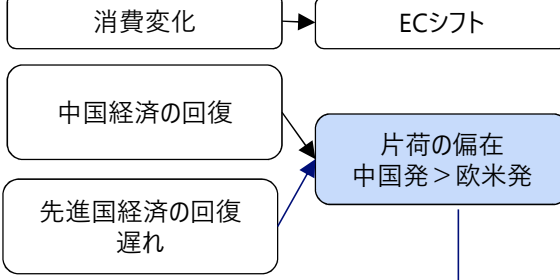 消費変化
ECシフト
中国経済の回復
片荷の偏在
中国発＞欧米発
先進国経済の回復
遅れ